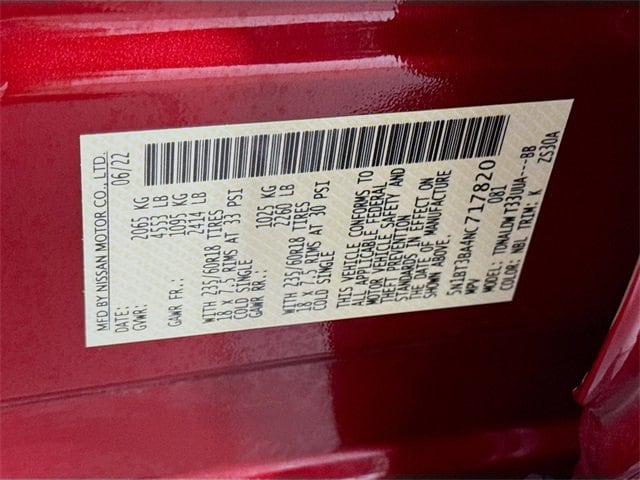 MFD BY NISSAN MOTOR CO., LTD.
DATE: 06/22
GVWR: 2065 KG
4553 LB
GAWR FR.: 1095 KG
2414 LB
WITH 235/60R18 TIRES
18 X 7.5 RIMS AT 33 PSI
COLD SINGLE
GAWR RR.: 1025 KG
2260 LB
WITH 235/60R18 TIRES
18 X 7.5 RIMS AT 30 PSI
COLD SINGLE
THIS VEHICLE CONFORMS TO
ALL APPLICABLE FEDERAL
MOTOR VEHICLE SAFETY AND
THEFT PREVENTION
STANDARDS IN EFFECT ON
THE DATE OF MANUFACTURE
SHOWN ABOVE.
5N1BT3BA4NC717820
MPV 081
MODEL: TDNALDWT33UUA---BB
COLOR: NBL TRIM: K ZS30A